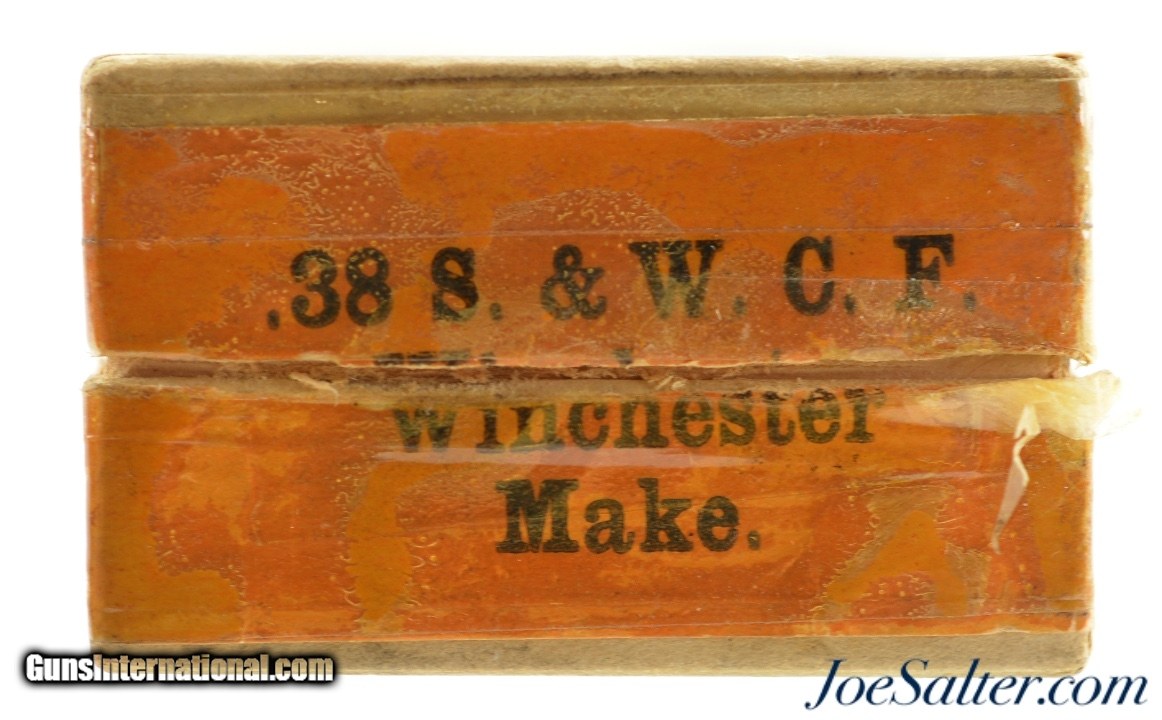 .38 S. & W. C. F.
Winchester
Make.
GunsInternational.com
JoeSalter.com